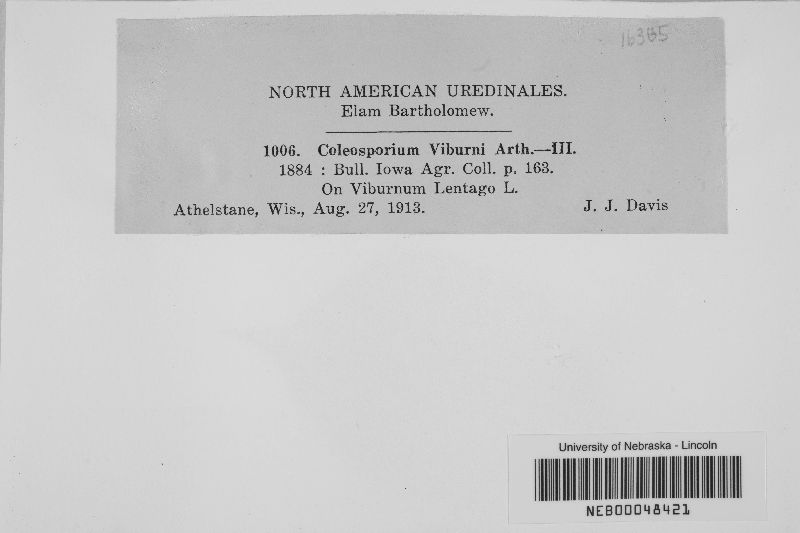 16385
NORTH AMERICAN UREDINALES.
Elam Bartholomew.
1006. Coleosporium Viburni Arth.—III.
1884 : Bull. Iowa Agr. Coll. p. 163.
On Viburnum Lentago L.
Athelstane, Wis., Aug. 27, 1913. J. J. Davis
University of Nebraska - Lincoln
NEB00048421